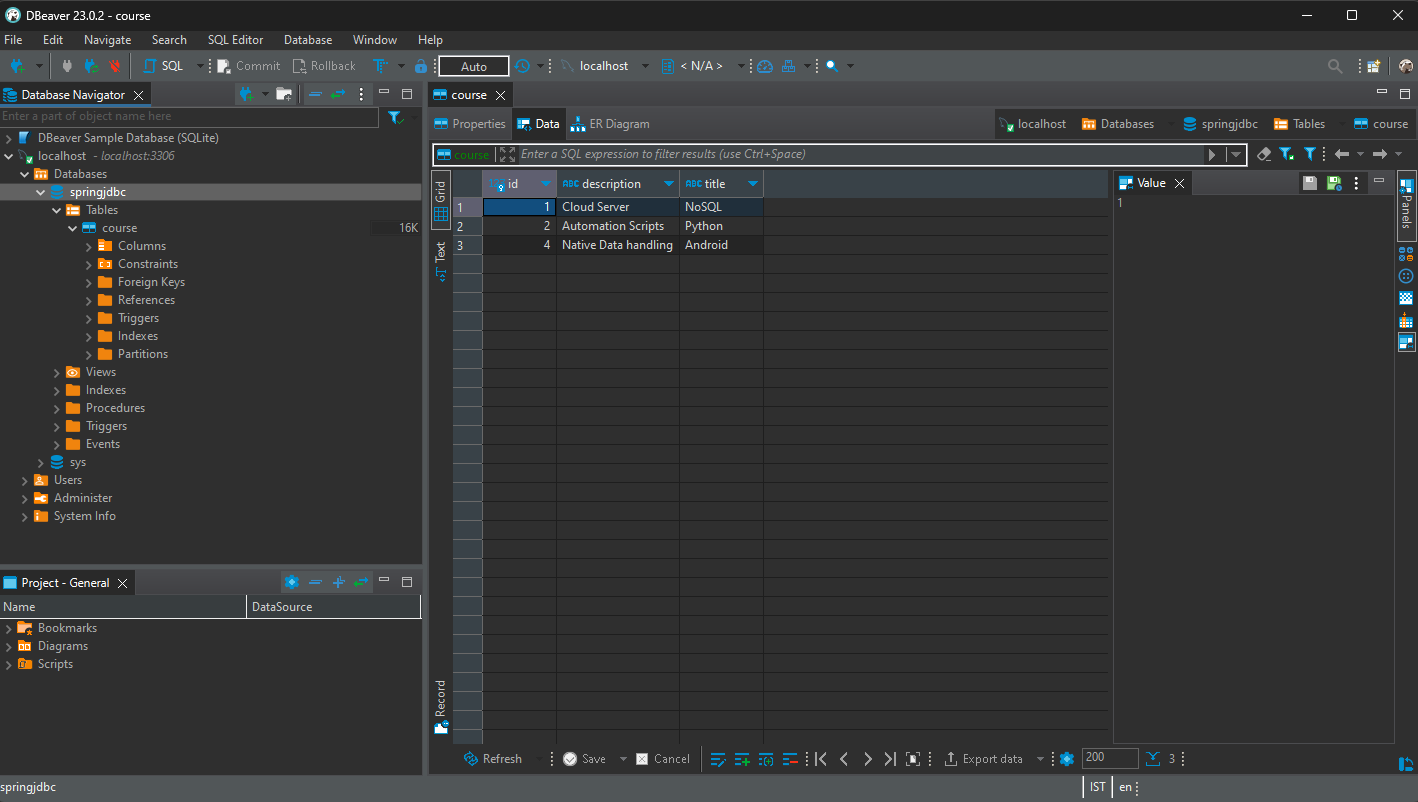 DBeaver 23.0.2 - course
File Edit Navigate Search SQL Editor Database Window Help
SQL Commit Rollback Auto localhost < N/A >
Database Navigator
Enter a part of object name here
DBeaver Sample Database (SQLite)
localhost - localhost:3306
Databases
springjdbc
Tables
course 16K
Columns
Constraints
Foreign Keys
References
Triggers
Indexes
Partitions
Views
Indexes
Procedures
Triggers
Events
sys
Users
Administer
System Info
Project - General
Name DataSource
Bookmarks
Diagrams
Scripts
course
Properties Data ER Diagram localhost Databases springjdbc Tables course
course Enter a SQL expression to filter results (use Ctrl+Space)
Grid
Text
Record
id ABC description ABC title
1 1 Cloud Server NoSQL
2 2 Automation Scripts Python
3 4 Native Data handling Android
Value
1
Panels
Refresh Save Cancel Export data 200 3
springjdbc IST en